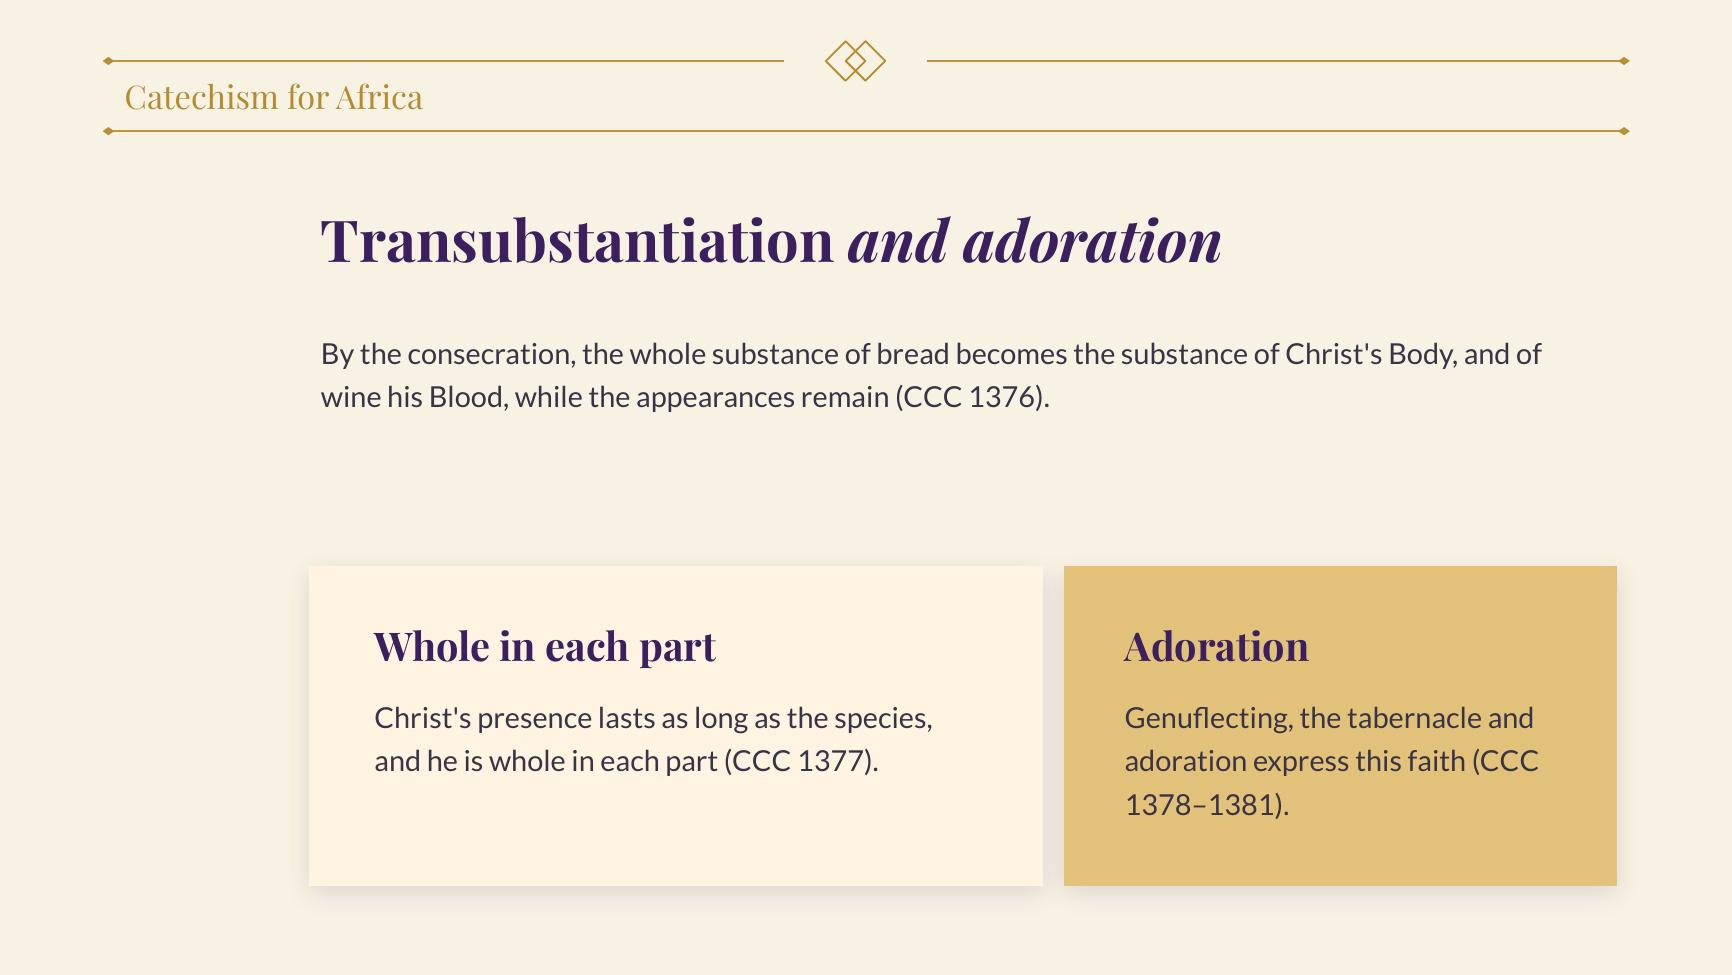 Catechism for Africa
Transubstantiation and adoration
By the consecration, the whole substance of bread becomes the substance of Christ's Body, and of
wine his Blood, while the appearances remain (CCC 1376).
Whole in each part
Christ's presence lasts as long as the species,
and he is whole in each part (CCC 1377).
Adoration
Genuflecting, the tabernacle and
adoration express this faith (CCC
1378–1381).